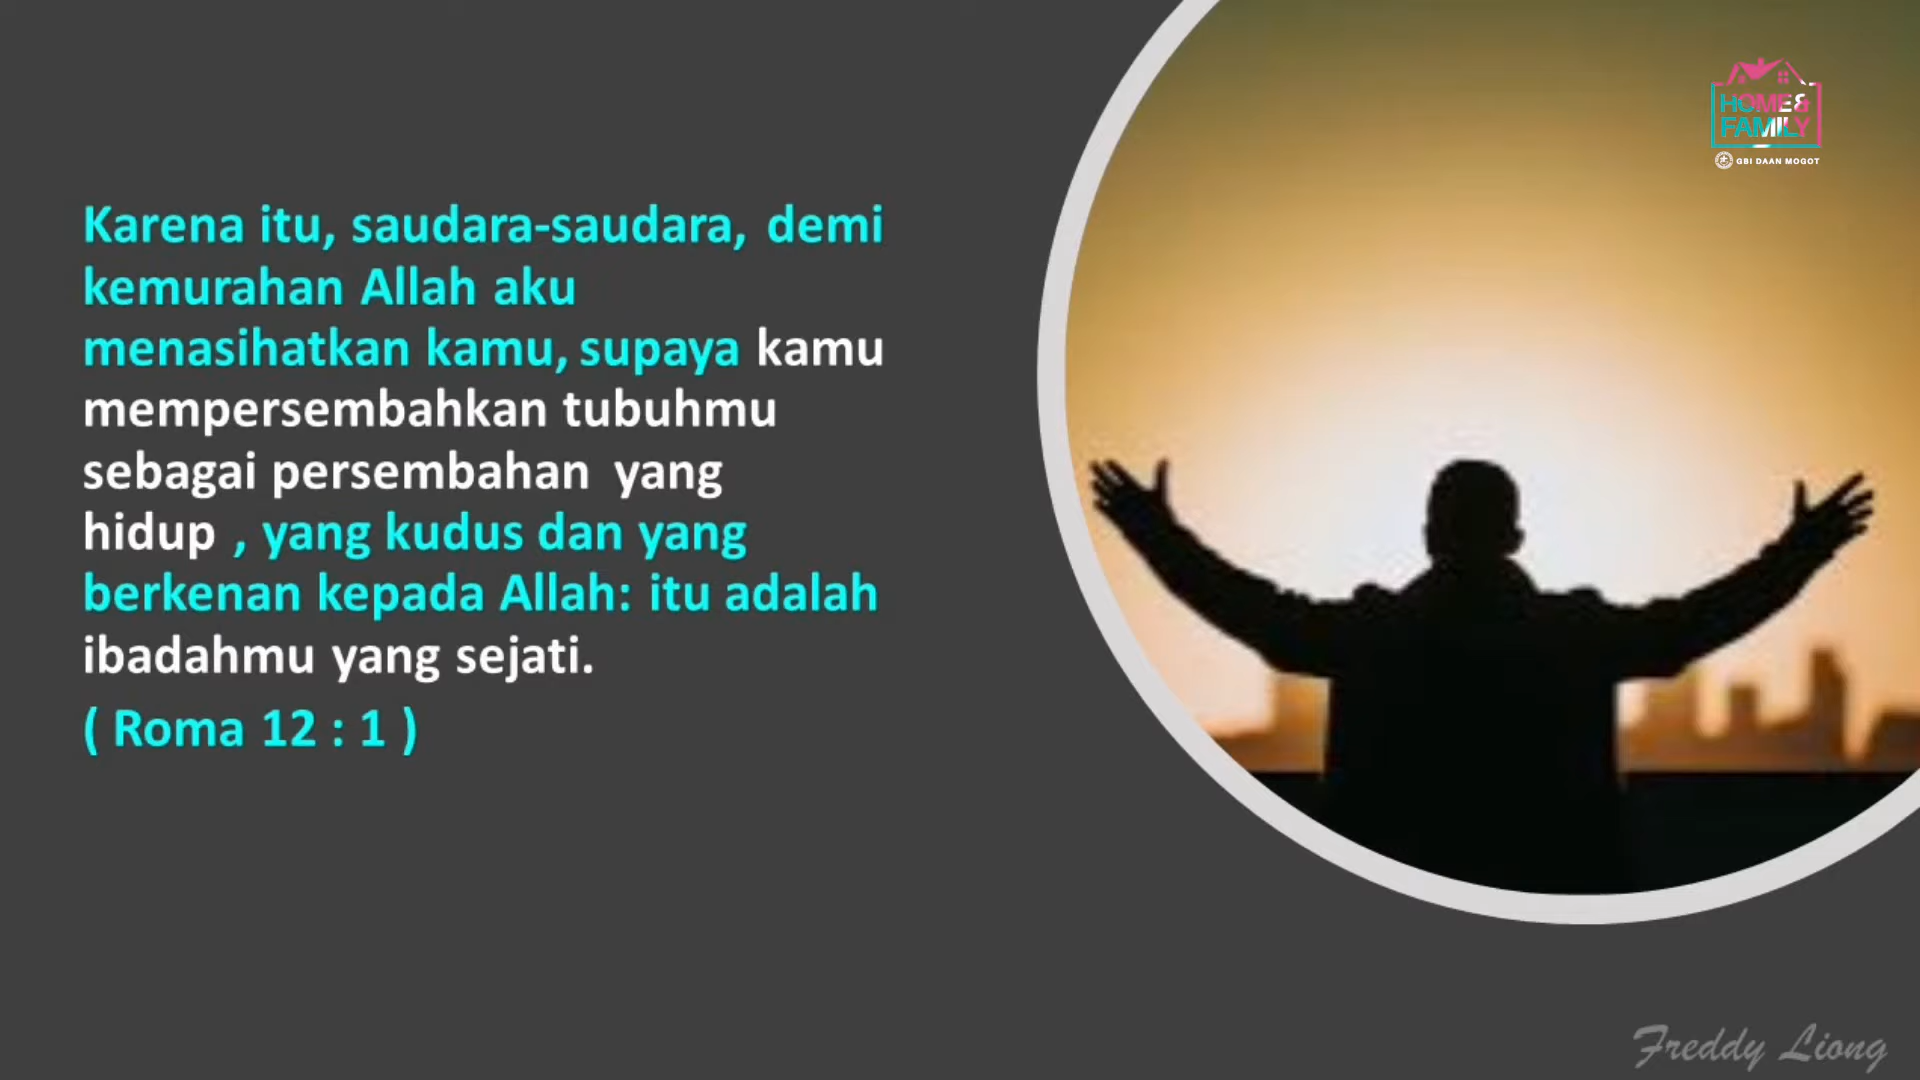 HOME&
FAMILY
GBI DAAN MOGOT
Karena itu, saudara-saudara, demi
kemurahan Allah aku
menasihatkan kamu, supaya kamu
mempersembahkan tubuhmu
sebagai persembahan yang
hidup , yang kudus dan yang
berkenan kepada Allah: itu adalah
ibadahmu yang sejati.
( Roma 12 : 1 )
Freddy Liong